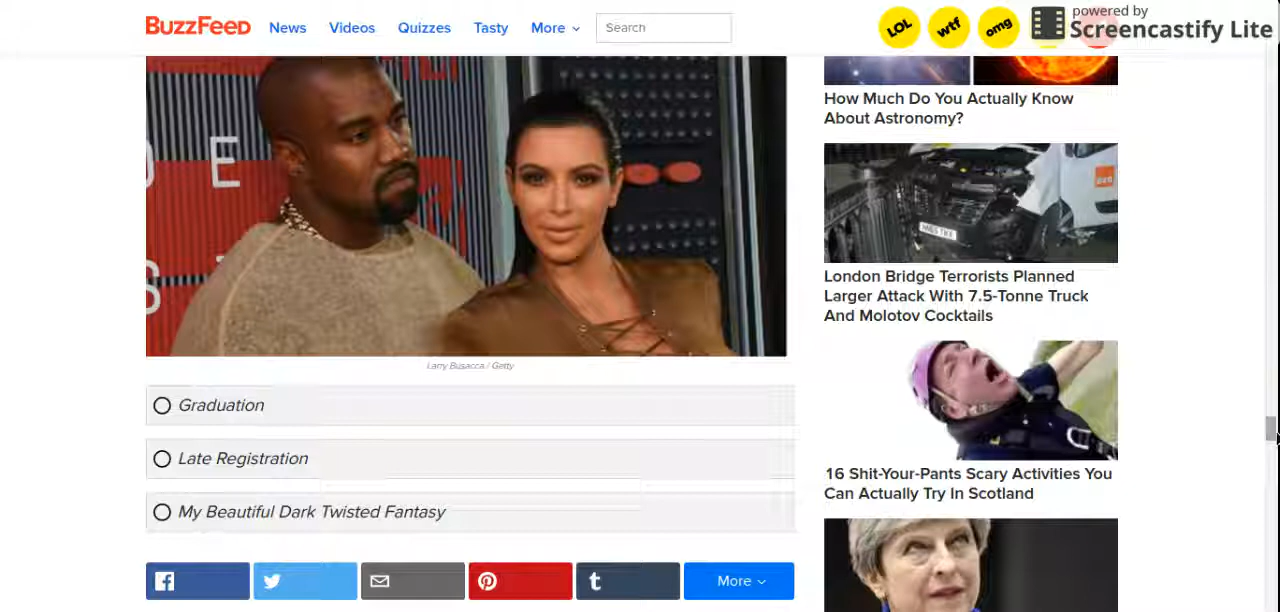 BuzzFeed News Videos Quizzes Tasty More Search LOL wtf omg
powered by
Screencastify Lite
E
S
Larry Busacca / Getty
Graduation
Late Registration
My Beautiful Dark Twisted Fantasy
More
How Much Do You Actually Know
About Astronomy?
London Bridge Terrorists Planned
Larger Attack With 7.5-Tonne Truck
And Molotov Cocktails
16 Shit-Your-Pants Scary Activities You
Can Actually Try In Scotland